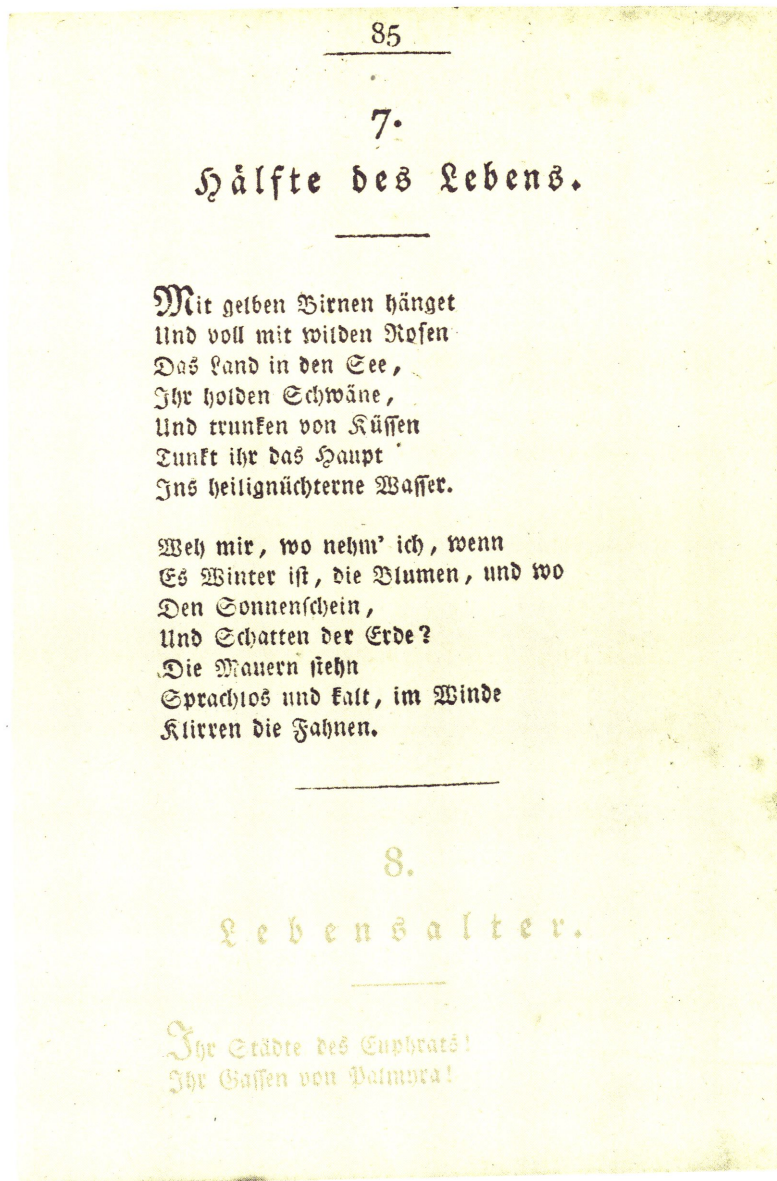 85
7.
Hälfte des Lebens.
Mit gelben Birnen hänget
Und voll mit wilden Rosen
Das Land in den See,
Ihr holden Schwäne,
Und trunken von Küssen
Tunkt ihr das Haupt
Ins heilignüchterne Wasser.
Weh mir, wo nehm' ich, wenn
Es Winter ist, die Blumen, und wo
Den Sonnenschein,
Und Schatten der Erde?
Die Mauern stehn
Sprachlos und kalt, im Winde
Klirren die Fahnen.
8.
Lebensalter.
Ihr Städte des Euphrats!
Ihr Gassen von Palmyra!